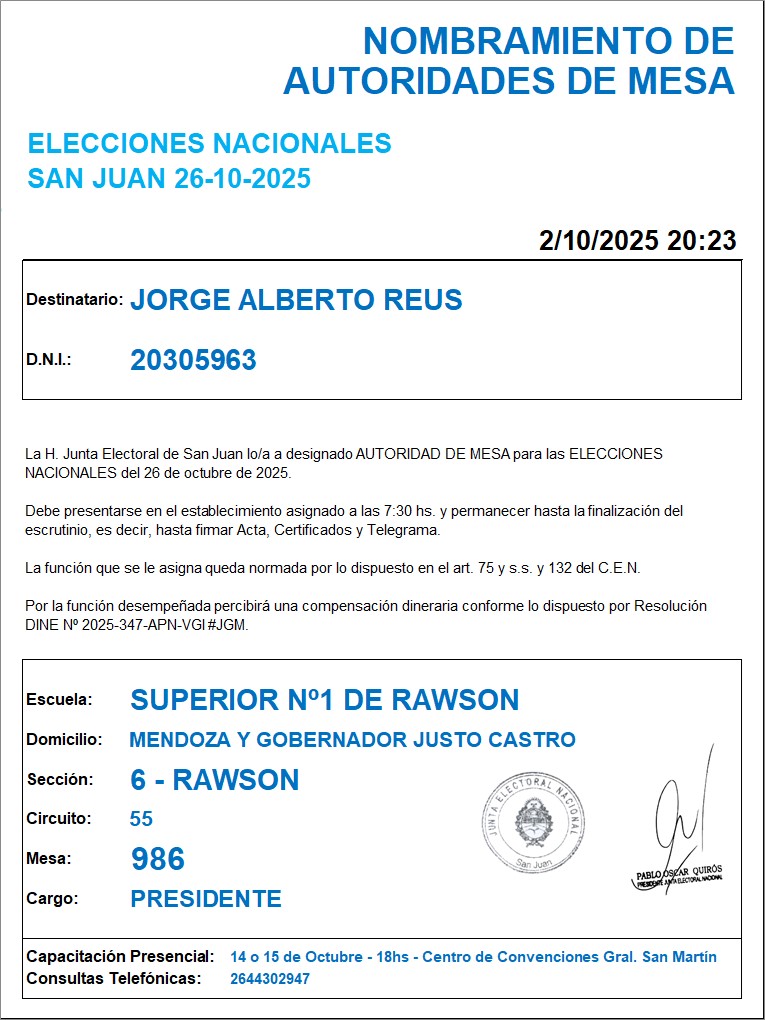 NOMBRAMIENTO DE
AUTORIDADES DE MESA
ELECCIONES NACIONALES
SAN JUAN 26-10-2025
2/10/2025 20:23
Destinatario: JORGE ALBERTO REUS
D.N.I.: 20305963
La H. Junta Electoral de San Juan lo/a a designado AUTORIDAD DE MESA para las ELECCIONES
NACIONALES del 26 de octubre de 2025.
Debe presentarse en el establecimiento asignado a las 7:30 hs. y permanecer hasta la finalización del
escrutinio, es decir, hasta firmar Acta, Certificados y Telegrama.
La función que se le asigna queda normada por lo dispuesto en el art. 75 y s.s. y 132 del C.E.N.
Por la función desempeñada percibirá una compensación dineraria conforme lo dispuesto por Resolución
DINE Nº 2025-347-APN-VGI#JGM.
Escuela: SUPERIOR Nº1 DE RAWSON
Domicilio: MENDOZA Y GOBERNADOR JUSTO CASTRO
Sección: 6 - RAWSON
Circuito: 55
Mesa: 986
Cargo: PRESIDENTE
JUNTA ELECTORAL NACIONAL
San Juan
PABLO OSCAR QUIRÓS
PRESIDENTE JUNTA ELECTORAL NACIONAL
Capacitación Presencial: 14 o 15 de Octubre - 18hs - Centro de Convenciones Gral. San Martín
Consultas Telefónicas: 2644302947